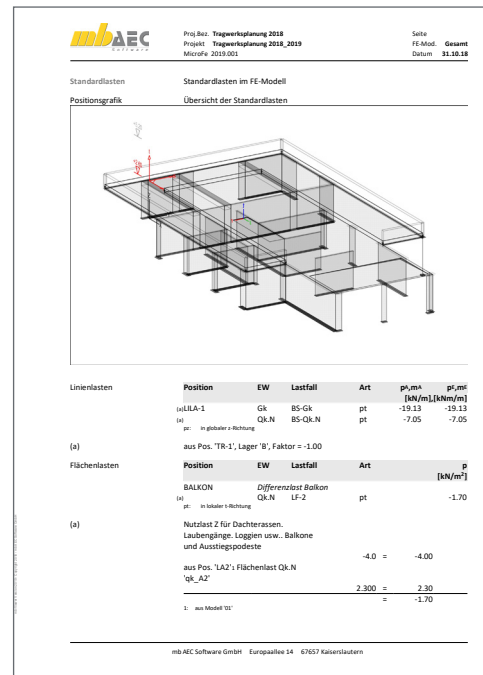 mb AEC
Software
Proj.Bez. Tragwerksplanung 2018
Projekt Tragwerksplanung 2018_2019
MicroFe 2019.001
Seite
FE-Mod. Gesamt
Datum 31.10.18
Standardlasten Standardlasten im FE-Modell
Positionsgrafik Übersicht der Standardlasten
Linienlasten Position EW Lastfall Art pᴬ,mᴬ pᴱ,mᴱ
[kN/m],[kNm/m]
(a) LILA-1 Gk BS-Gk pt -19.13 -19.13
(a) Qk.N BS-Qk.N pt -7.05 -7.05
pz: in globaler z-Richtung
(a) aus Pos. 'TR-1', Lager 'B', Faktor = -1.00
Flächenlasten Position EW Lastfall Art p
[kN/m²]
BALKON Differenzlast Balkon
(a) Qk.N LF-2 pt -1.70
pt: in lokaler t-Richtung
(a) Nutzlast Z für Dachterassen.
Laubengänge. Loggien usw.. Balkone
und Ausstiegspodeste
-4.0 = -4.00
aus Pos. 'LA2'₁ Flächenlast Qk.N
'qk_A2'
2.300 = 2.30
= -1.70
1: aus Modell '01'
mb AEC Software GmbH Europaallee 14 67657 Kaiserslautern